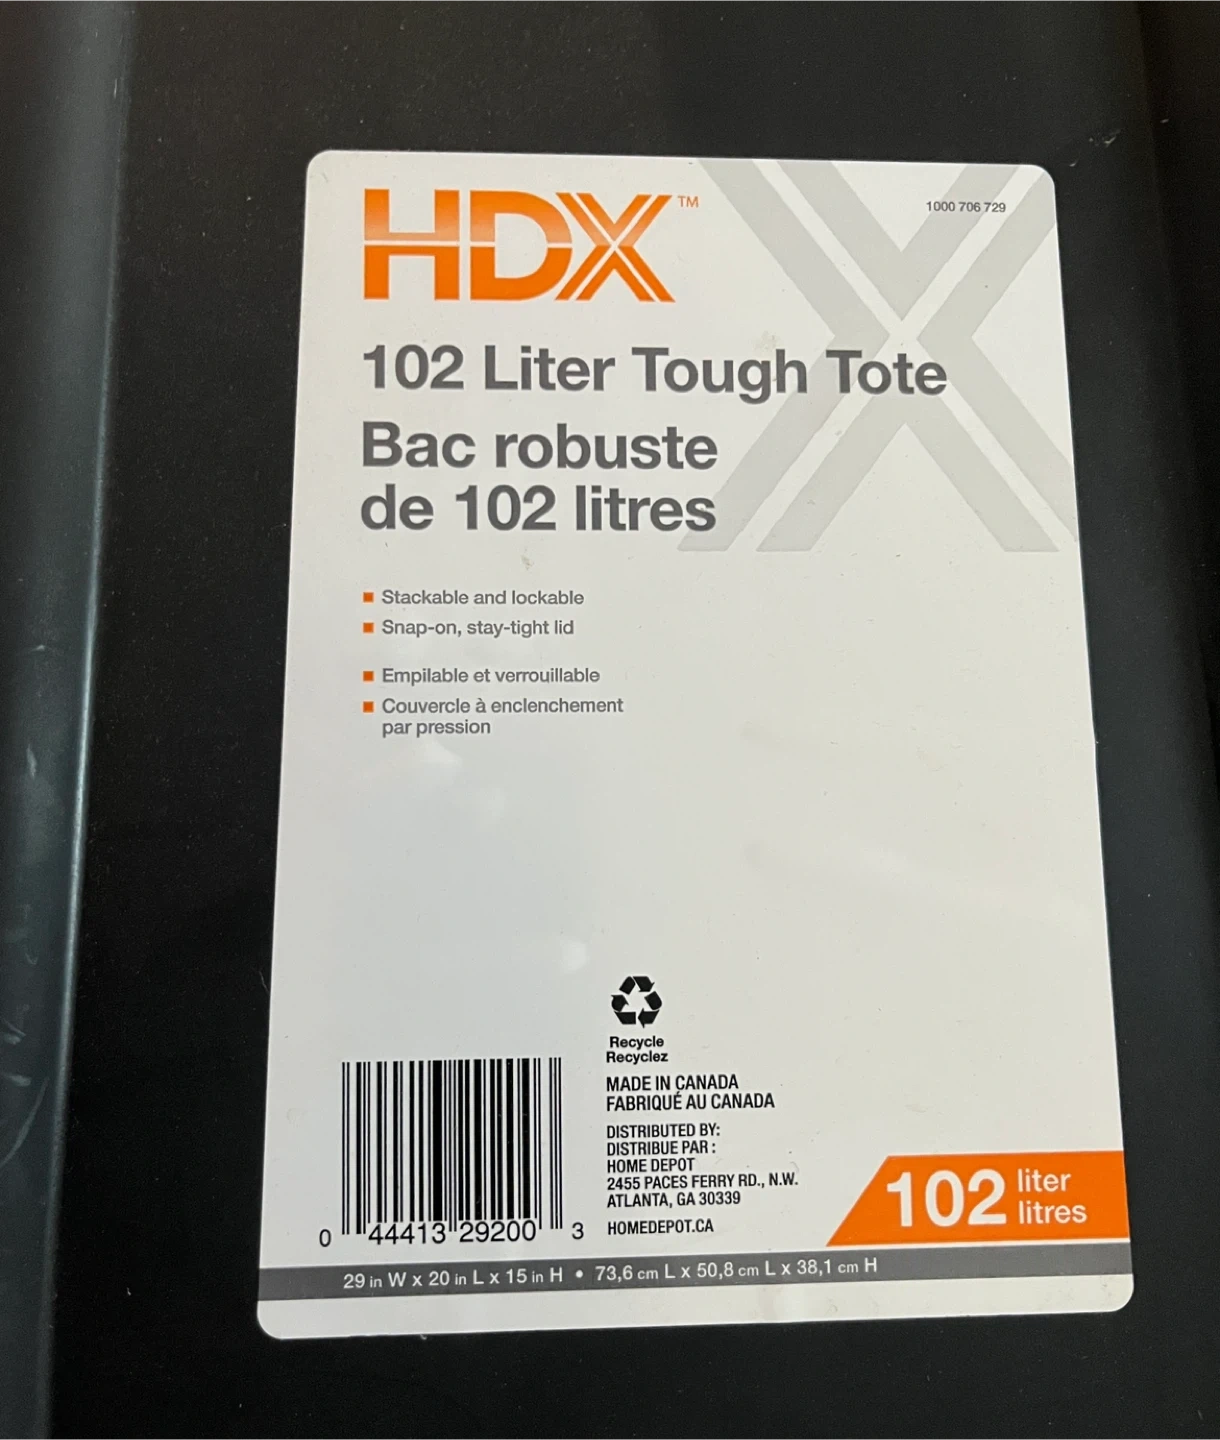 HDX™
1000 706 729
102 Liter Tough Tote
Bac robuste
de 102 litres
Stackable and lockable
Snap-on, stay-tight lid
Empilable et verrouillable
Couvercle à enclenchement
par pression
Recycle
Recyclez
MADE IN CANADA
FABRIQUÉ AU CANADA
DISTRIBUTED BY:
DISTRIBUE PAR :
HOME DEPOT
2455 PACES FERRY RD., N.W.
ATLANTA, GA 30339
HOMEDEPOT.CA
0 44413 29200 3
102 liter
litres
29 in W x 20 in L x 15 in H • 73,6 cm L x 50,8 cm L x 38,1 cm H